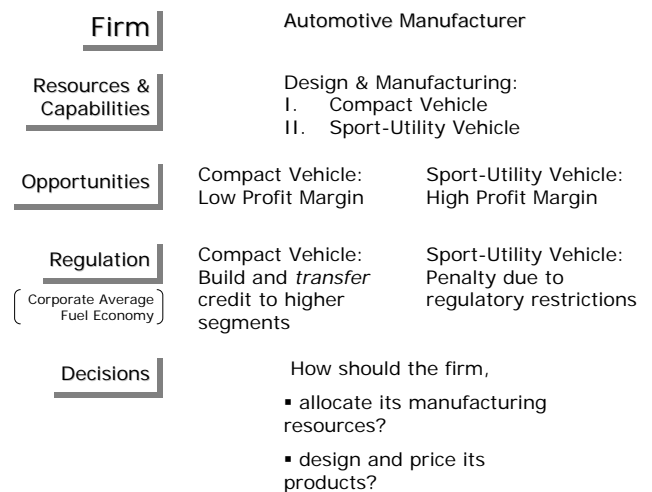 Firm
Automotive Manufacturer
Resources &
Capabilities
Design & Manufacturing:
I. Compact Vehicle
II. Sport-Utility Vehicle
Opportunities
Compact Vehicle:
Low Profit Margin
Sport-Utility Vehicle:
High Profit Margin
Regulation
Corporate Average
Fuel Economy
Compact Vehicle:
Build and transfer
credit to higher
segments
Sport-Utility Vehicle:
Penalty due to
regulatory restrictions
Decisions
How should the firm,
▪ allocate its manufacturing
resources?
▪ design and price its
products?